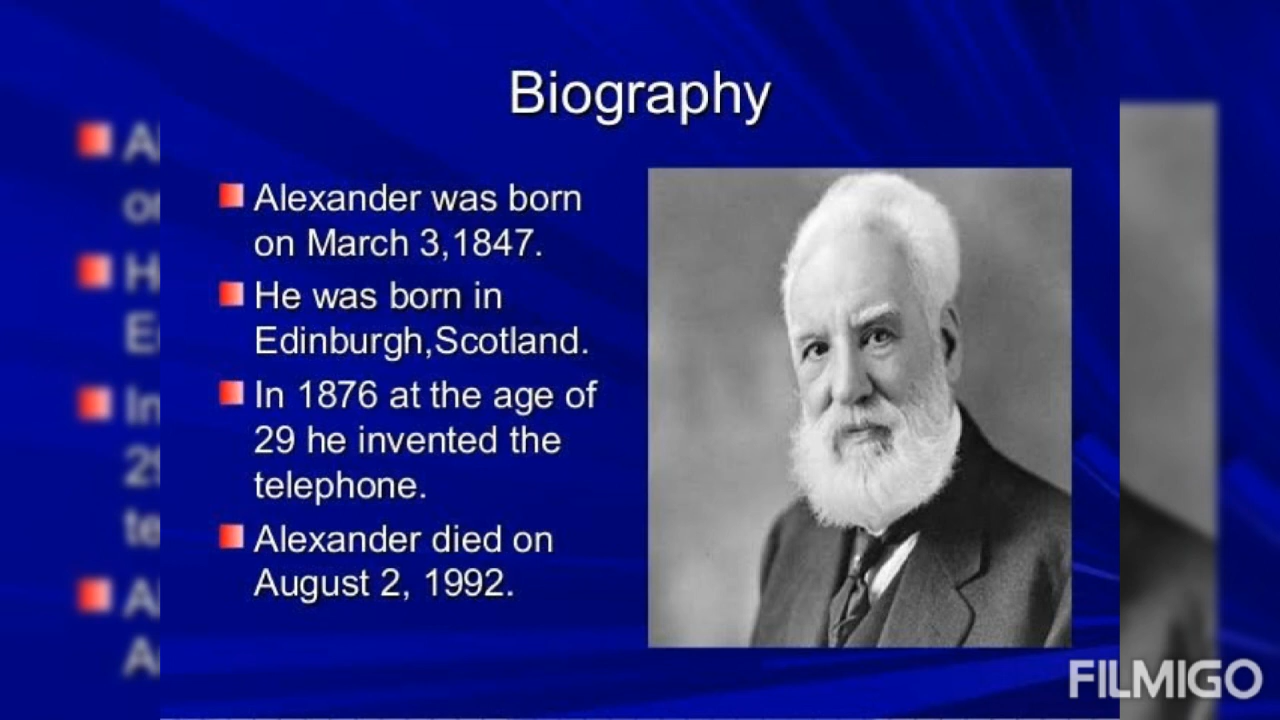 Biography
Alexander was born
on March 3,1847.
He was born in
Edinburgh,Scotland.
In 1876 at the age of
29 he invented the
telephone.
Alexander died on
August 2, 1992.
FILMIGO